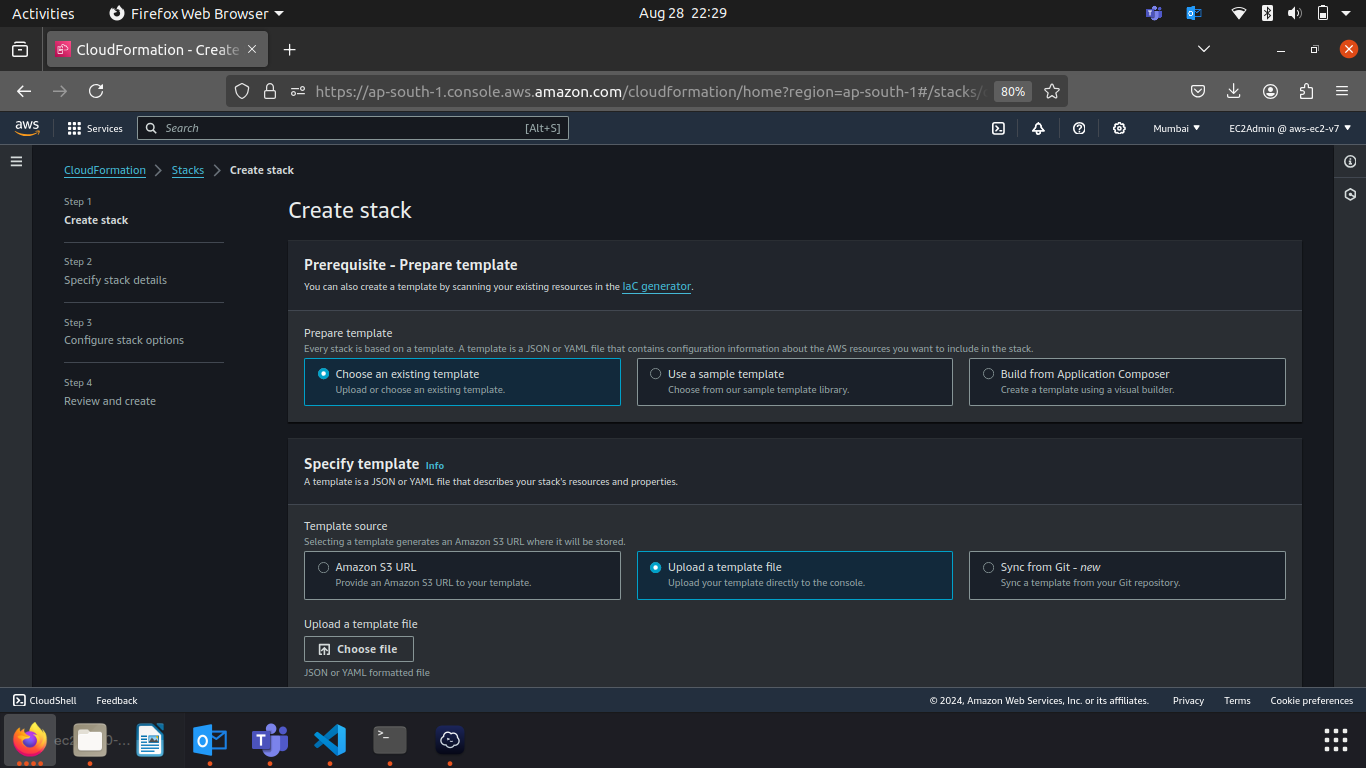 Activities
Firefox Web Browser
Aug 28 22:29
CloudFormation - Create
https://ap-south-1.console.aws.amazon.com/cloudformation/home?region=ap-south-1#/stacks/
80%
aws
Services
Search
[Alt+S]
Mumbai
EC2Admin @ aws-ec2-v7
CloudFormation
Stacks
Create stack
Step 1
Create stack
Step 2
Specify stack details
Step 3
Configure stack options
Step 4
Review and create
Create stack
Prerequisite - Prepare template
You can also create a template by scanning your existing resources in the IaC generator.
Prepare template
Every stack is based on a template. A template is a JSON or YAML file that contains configuration information about the AWS resources you want to include in the stack.
Choose an existing template
Upload or choose an existing template.
Use a sample template
Choose from our sample template library.
Build from Application Composer
Create a template using a visual builder.
Specify template Info
A template is a JSON or YAML file that describes your stack's resources and properties.
Template source
Selecting a template generates an Amazon S3 URL where it will be stored.
Amazon S3 URL
Provide an Amazon S3 URL to your template.
Upload a template file
Upload your template directly to the console.
Sync from Git - new
Sync a template from your Git repository.
Upload a template file
Choose file
JSON or YAML formatted file
CloudShell
Feedback
© 2024, Amazon Web Services, Inc. or its affiliates.
Privacy
Terms
Cookie preferences